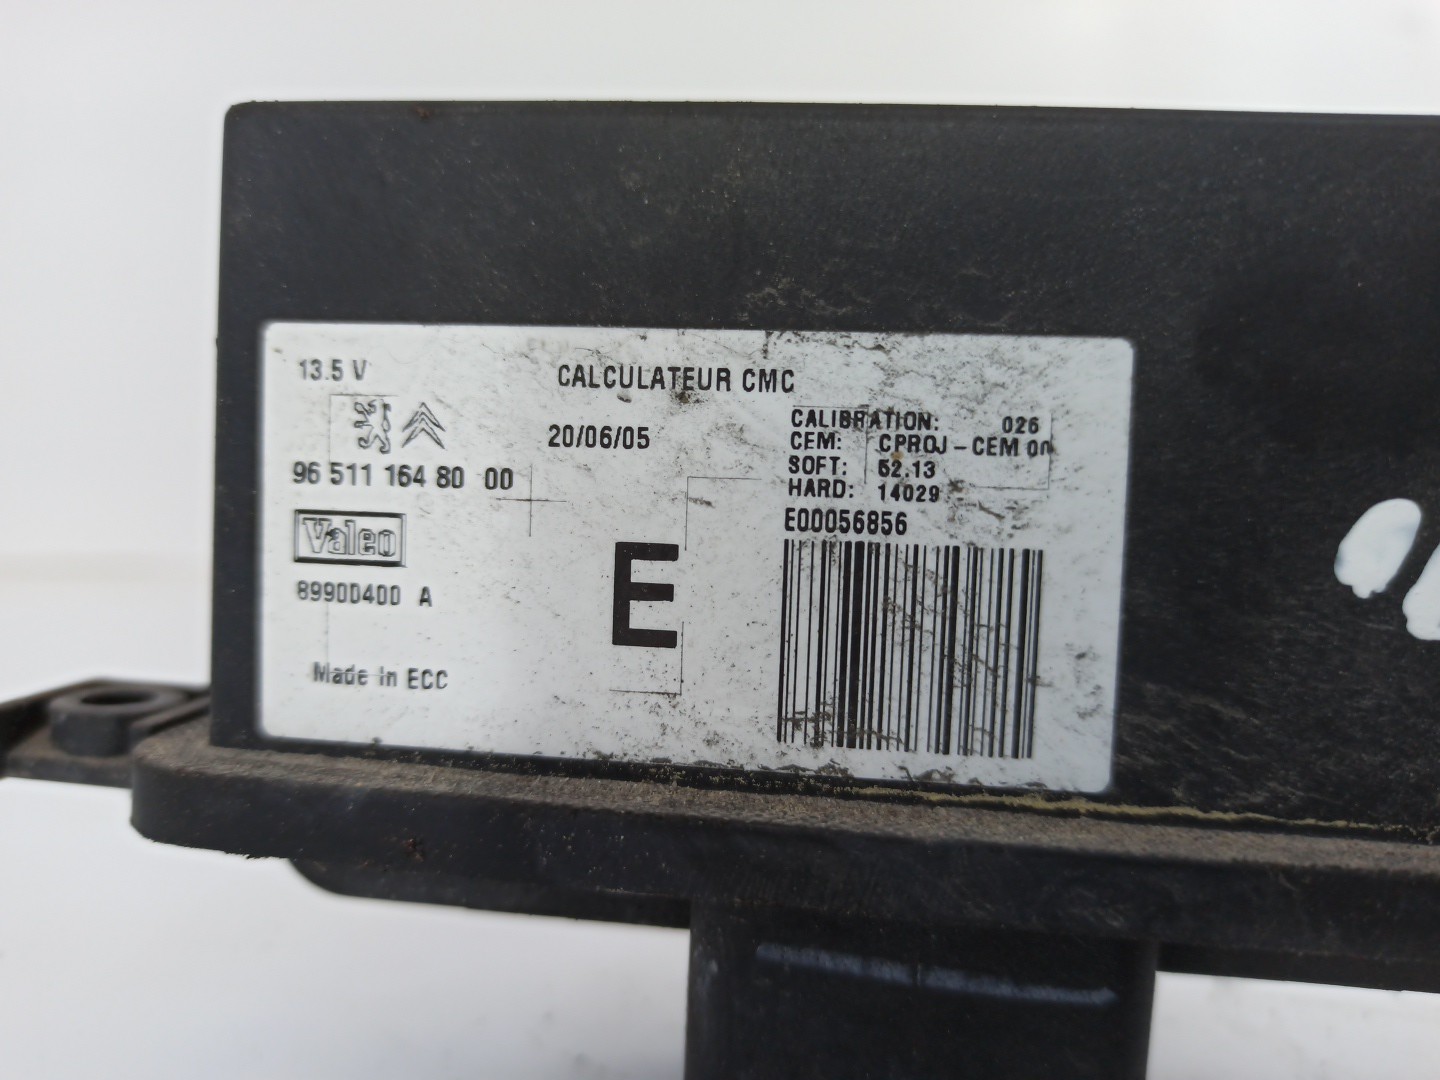 13.5 V
CALCULATEUR CMC
20/06/05
96 511 164 80 00
Valeo
89900400 A
Made in ECC
E
CALIBRATION: 026
CEM: CPROJ-CEM 00
SOFT: 52.13
HARD: 14029
E00056856